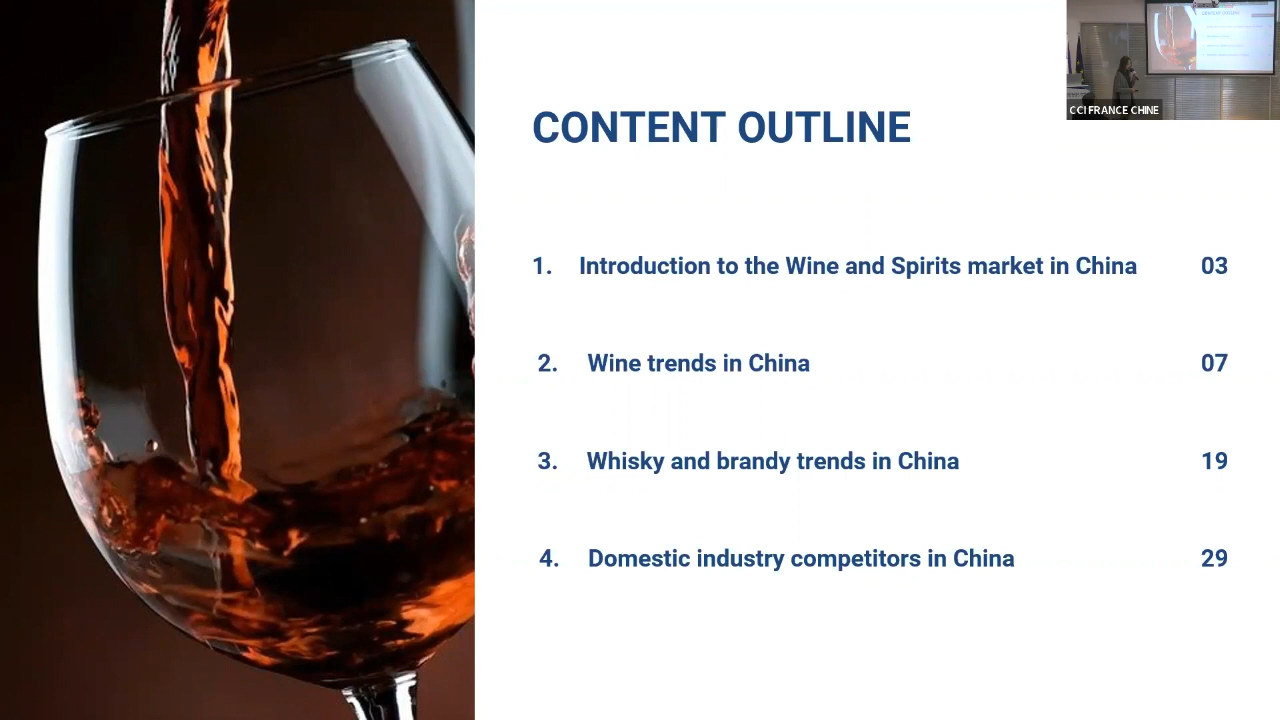 CCI FRANCE CHINE
CONTENT OUTLINE
1. Introduction to the Wine and Spirits market in China 03
2. Wine trends in China 07
3. Whisky and brandy trends in China 19
4. Domestic industry competitors in China 29